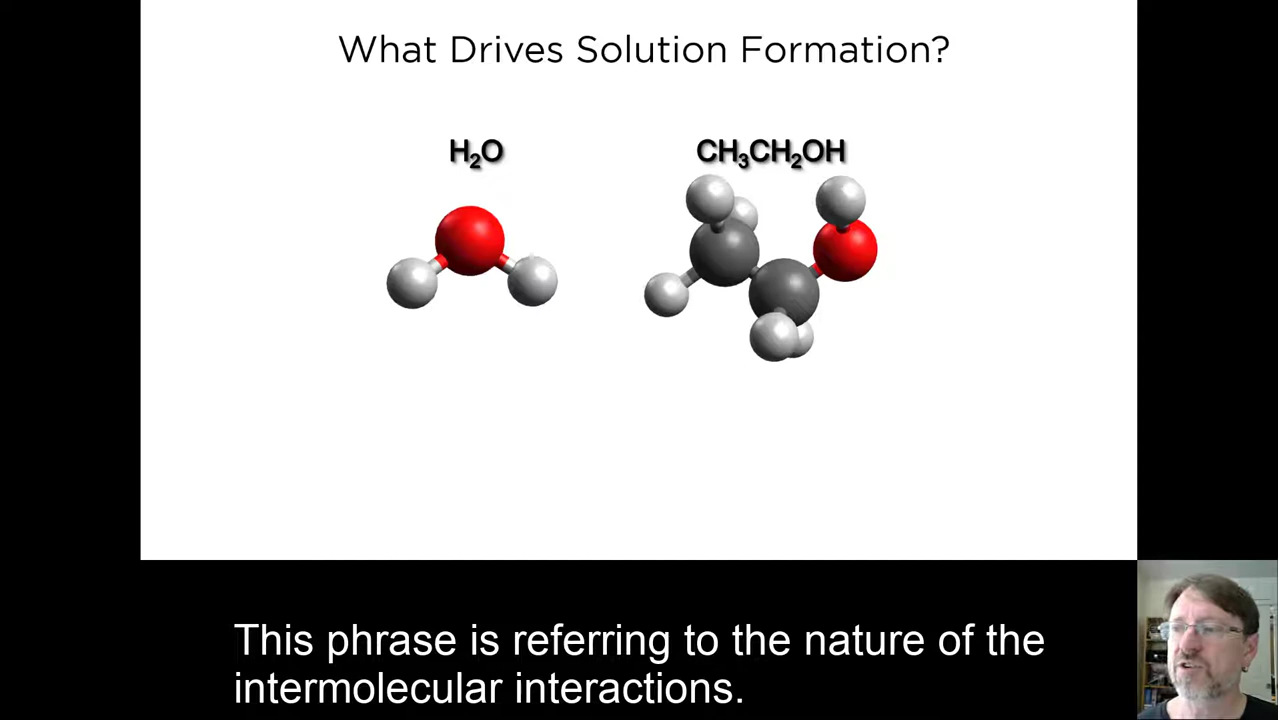 What Drives Solution Formation?
H₂O
CH₃CH₂OH
This phrase is referring to the nature of the
intermolecular interactions.